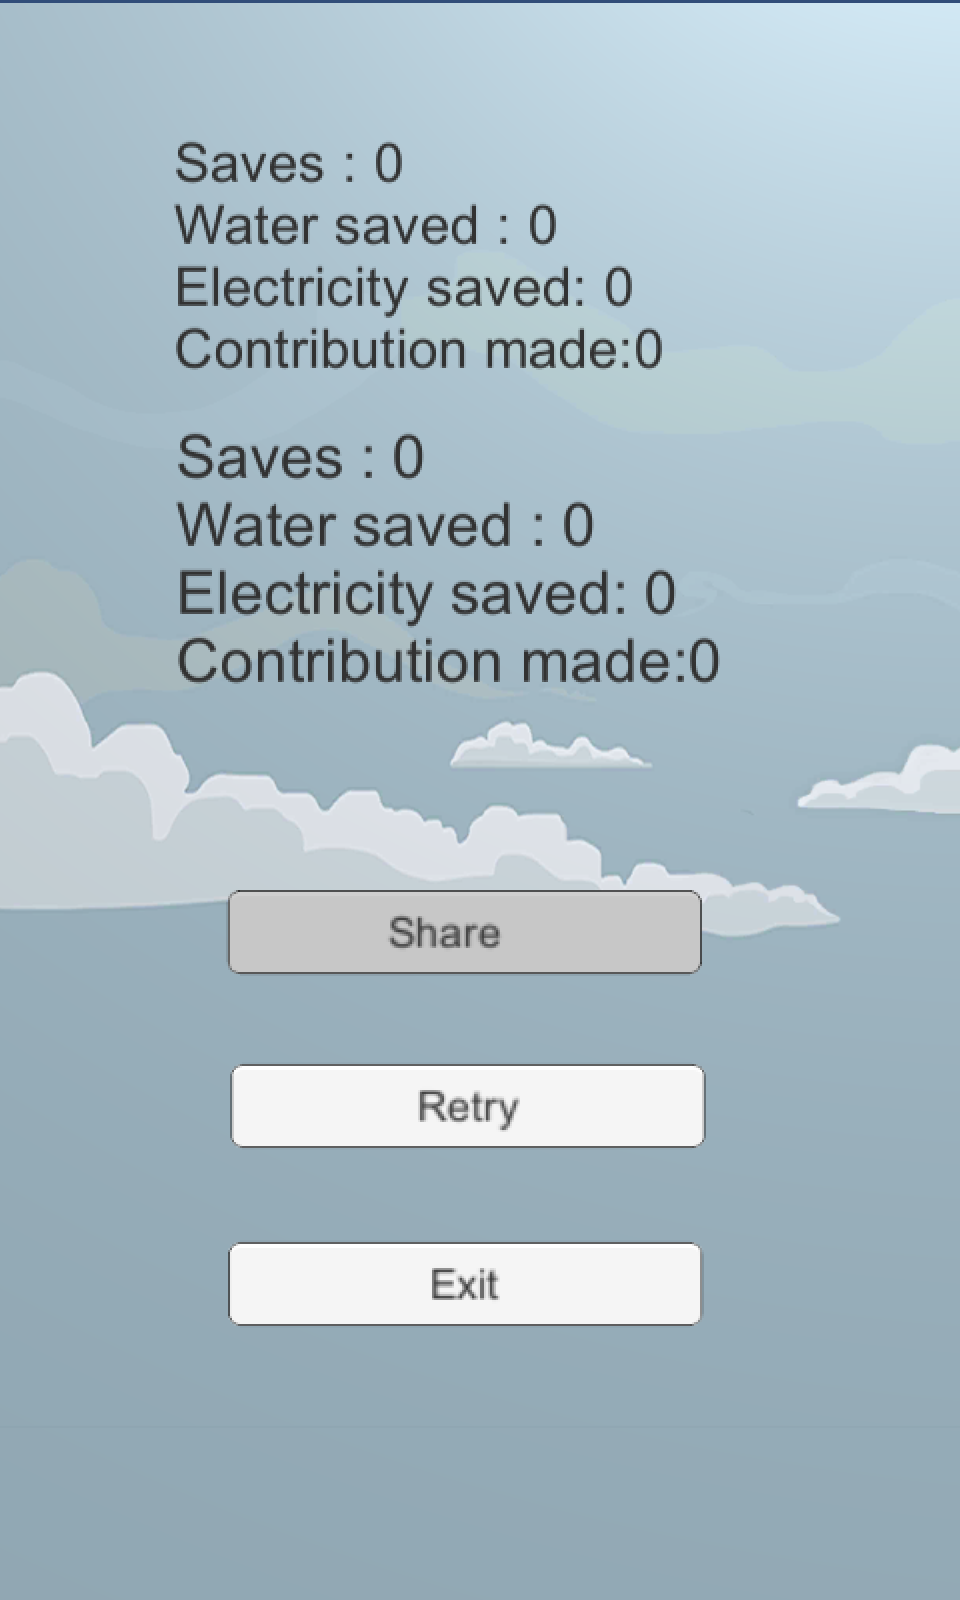 Saves : 0
Water saved : 0
Electricity saved: 0
Contribution made:0
Saves : 0
Water saved : 0
Electricity saved: 0
Contribution made:0
Share
Retry
Exit